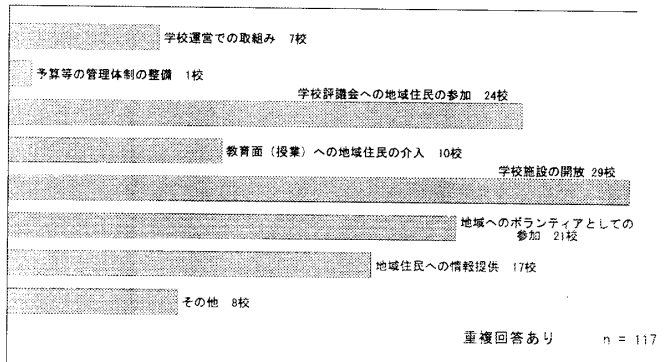 学校運営での取組み 7校
予算等の管理体制の整備 1校
学校評議会への地域住民の参加 24校
教育面（授業）への地域住民の介入 10校
学校施設の開放 29校
地域へのボランティアとしての
参加 21校
地域住民への情報提供 17校
その他 8校
重複回答あり n = 117